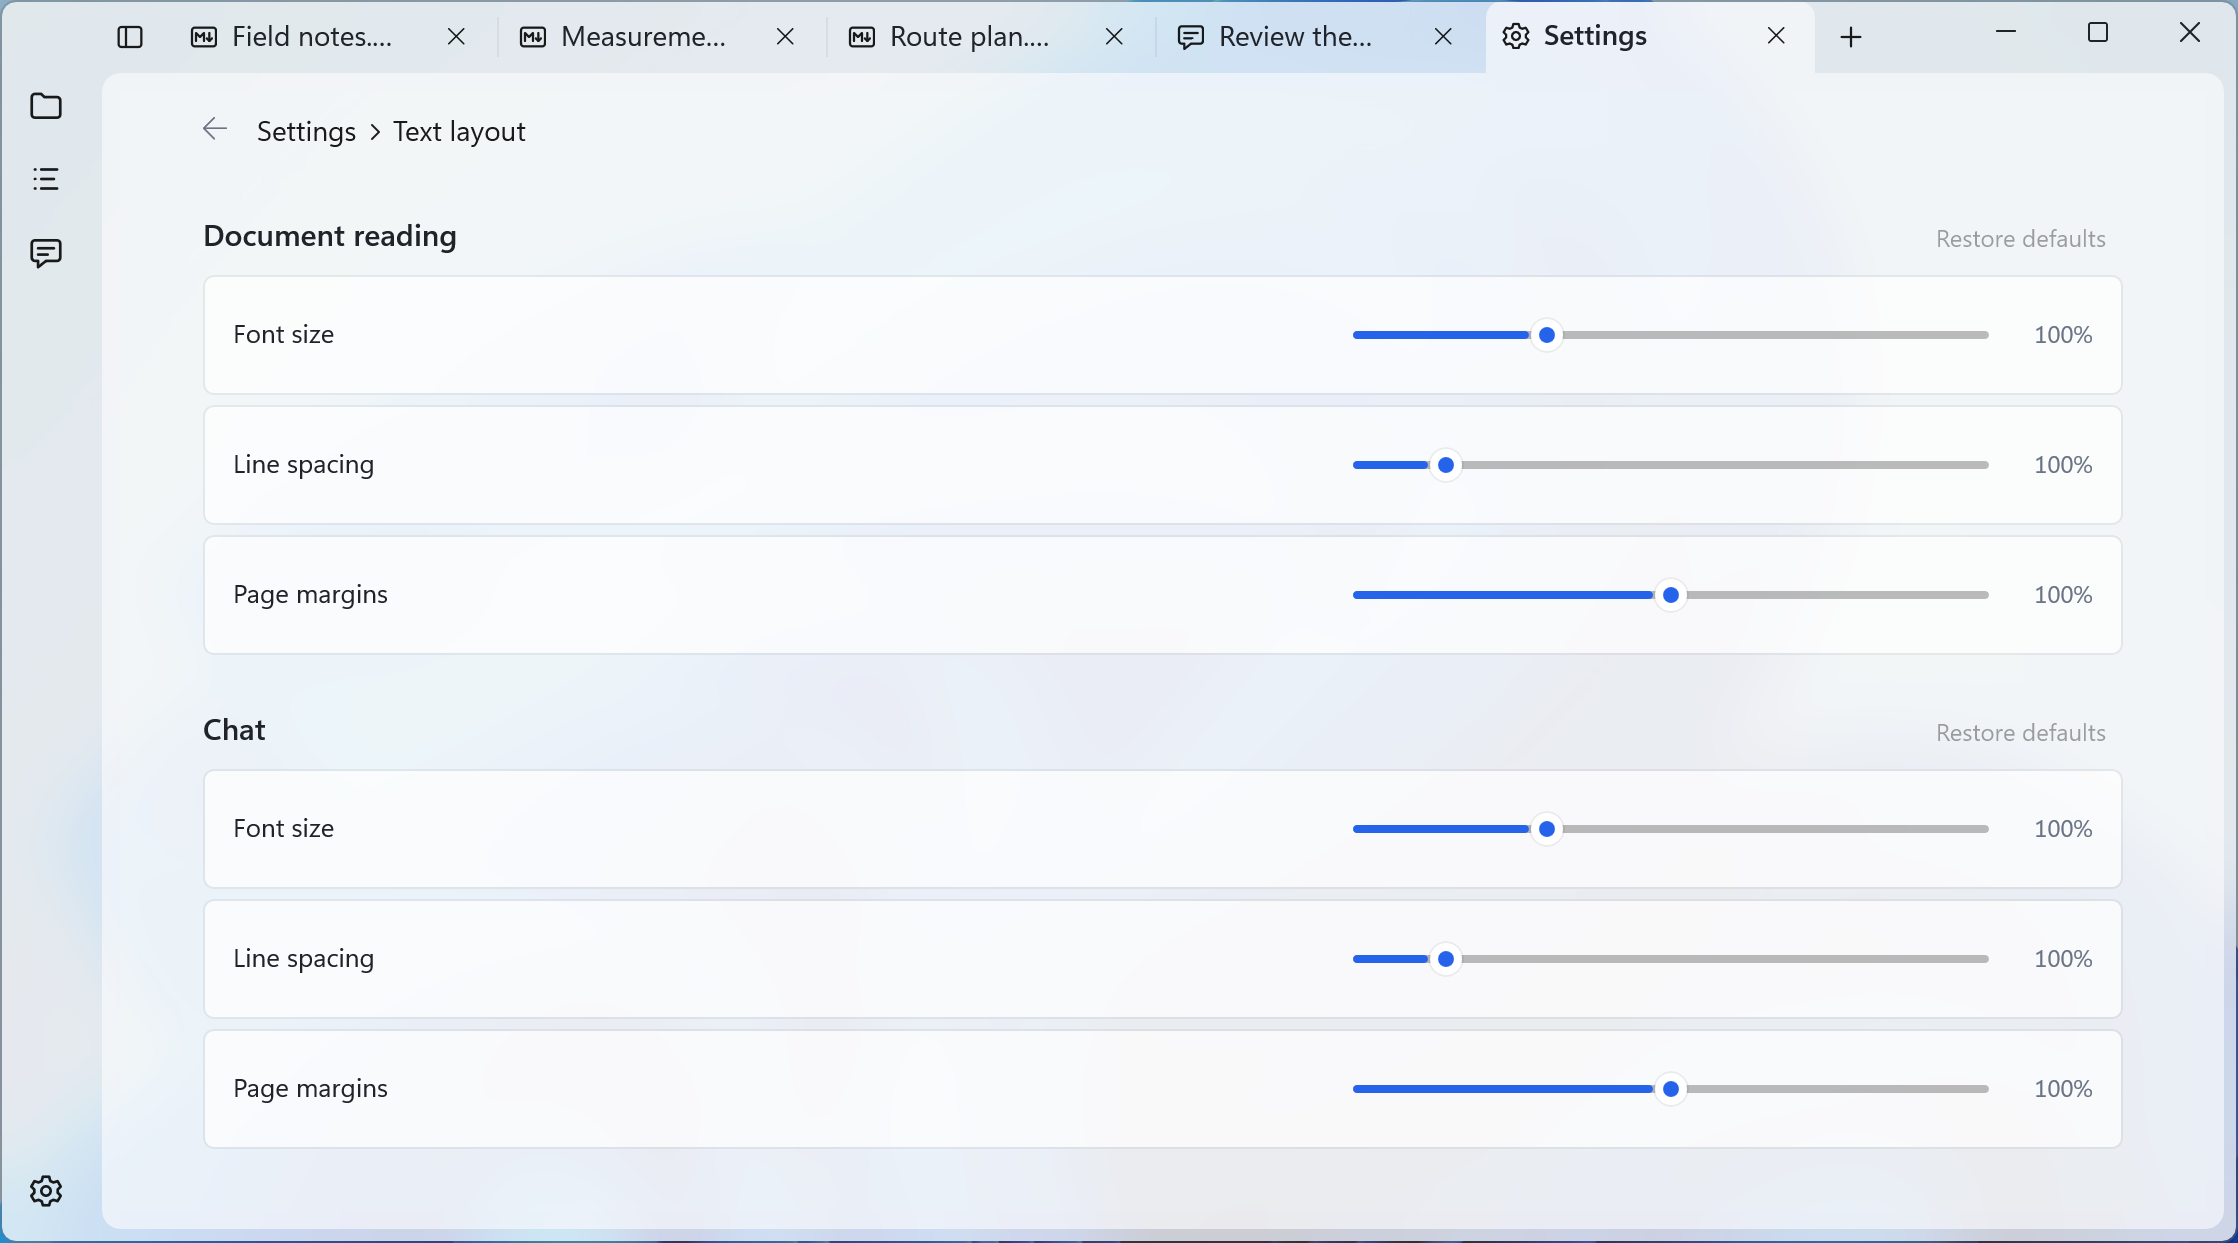 Field notes....
Measureme...
Route plan....
Review the...
Settings
Settings > Text layout
Document reading
Restore defaults
Font size
100%
Line spacing
100%
Page margins
100%
Chat
Restore defaults
Font size
100%
Line spacing
100%
Page margins
100%